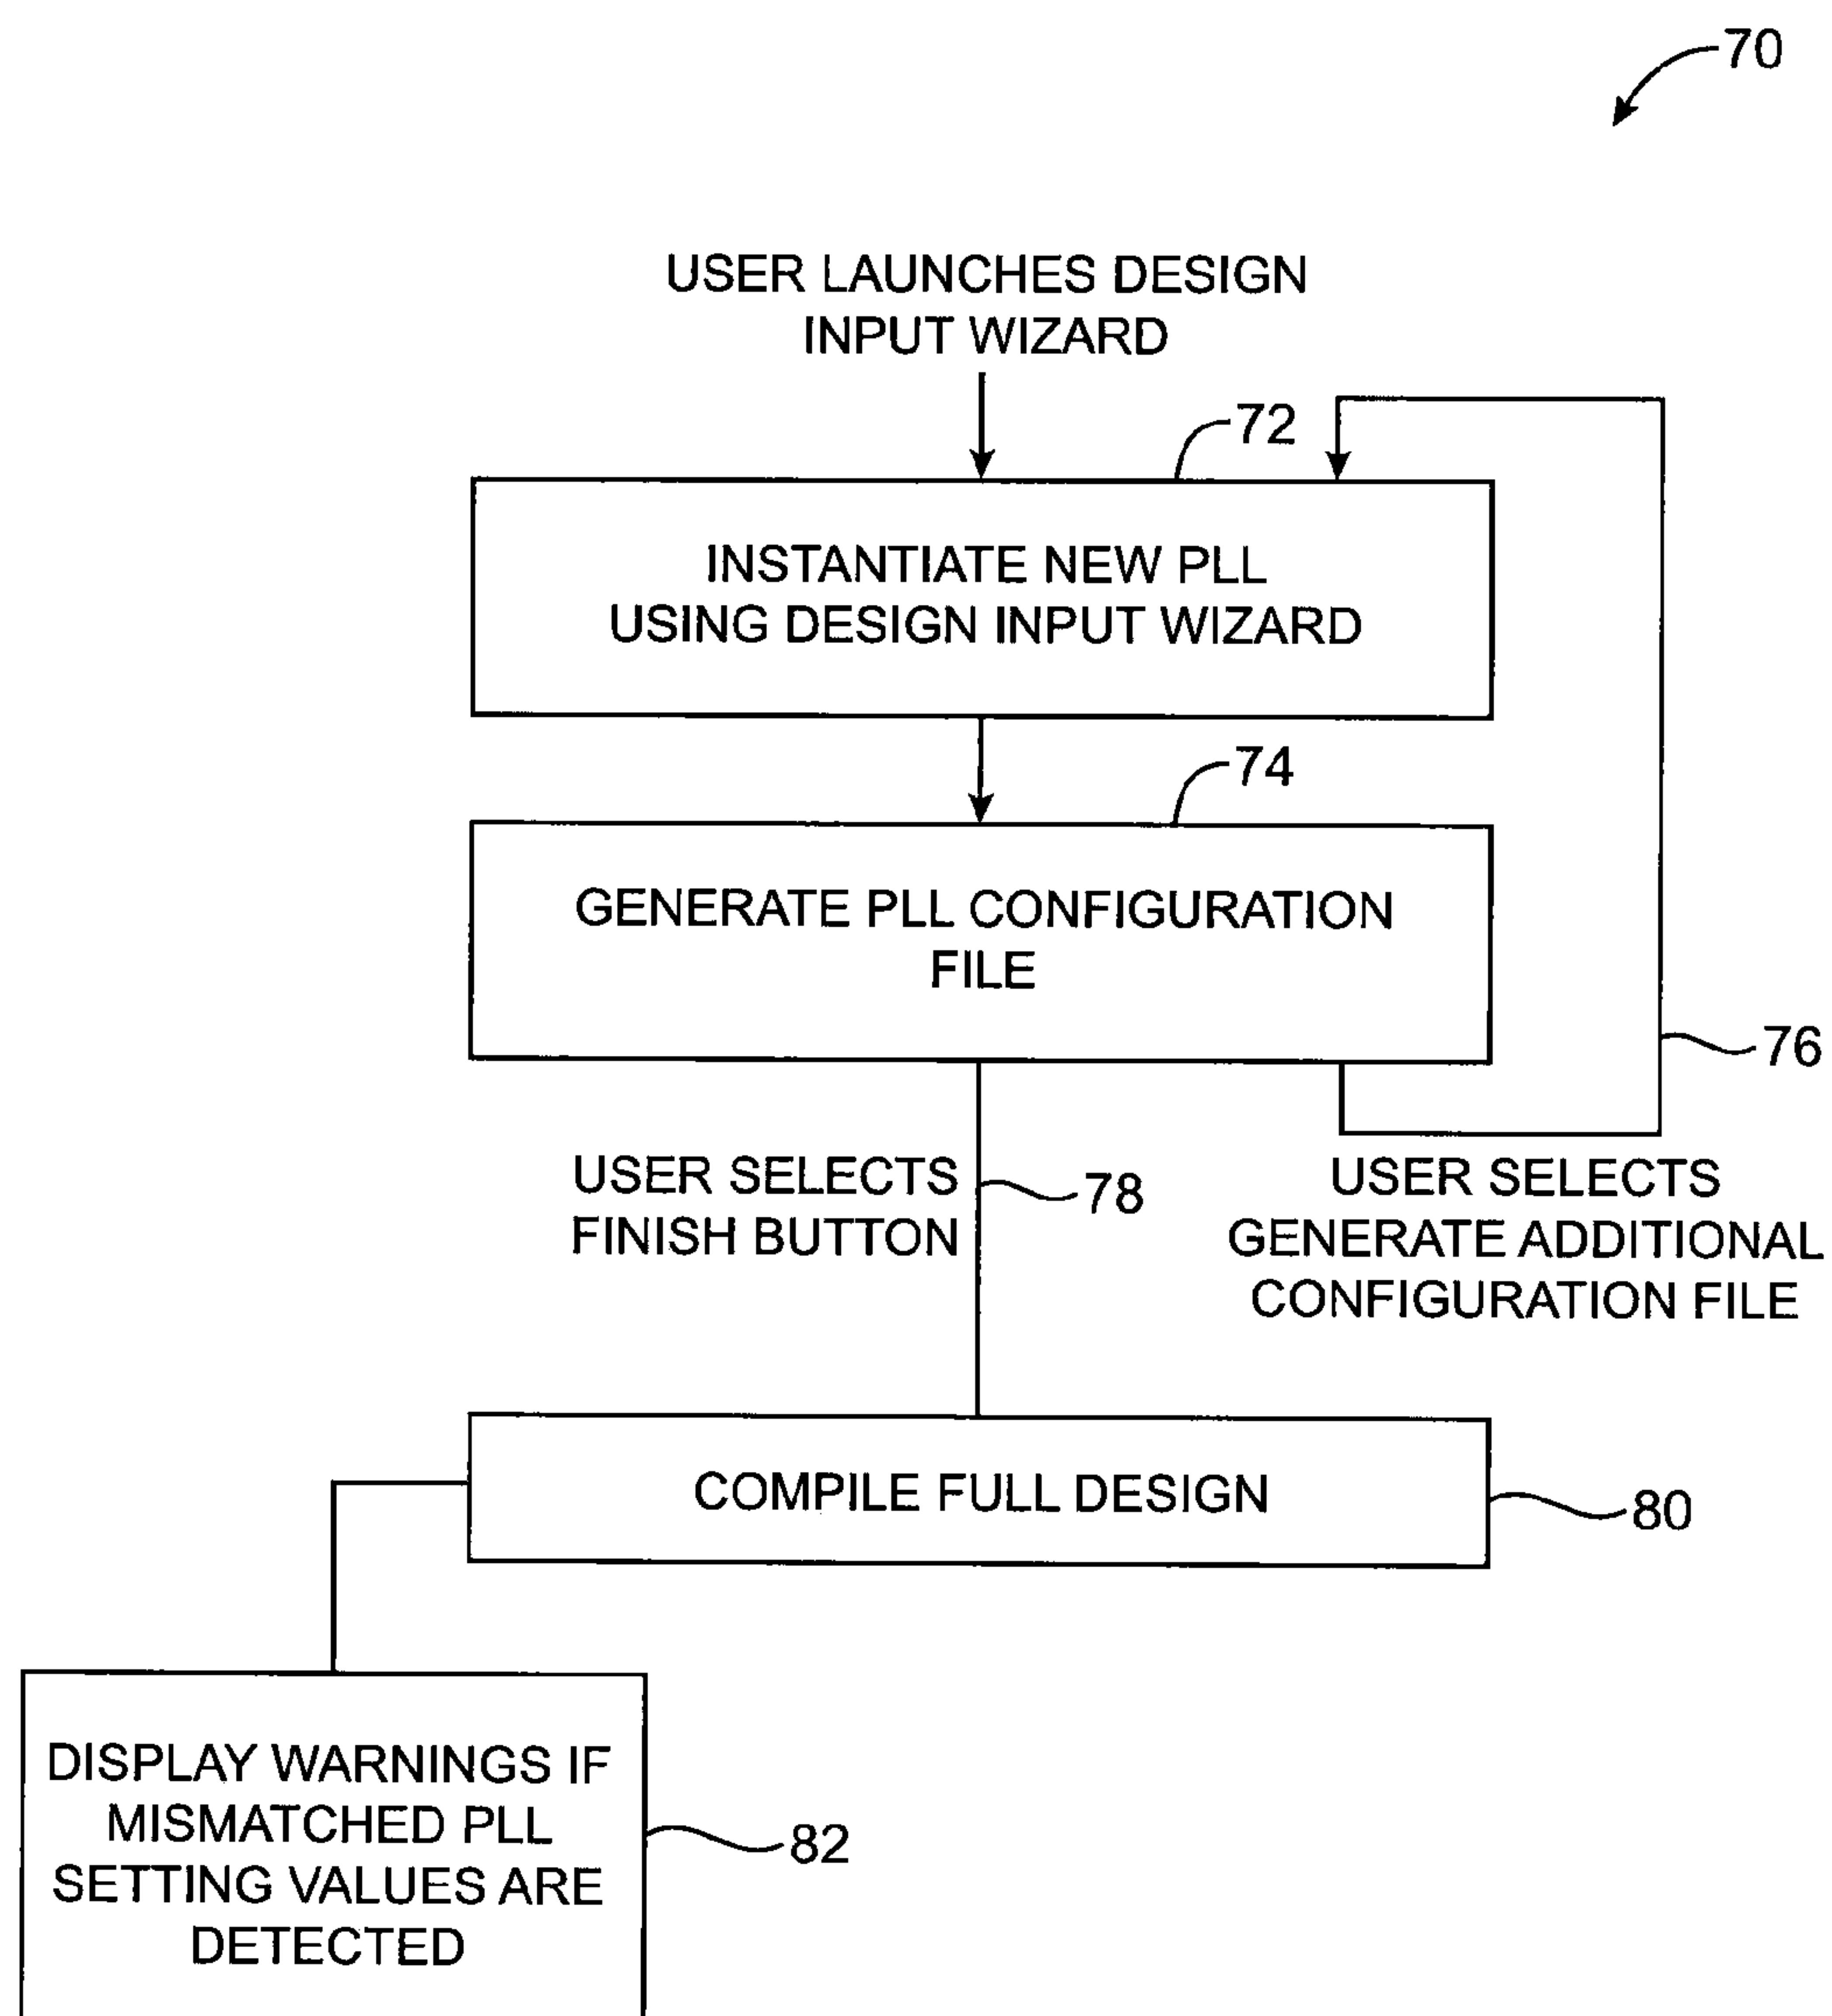 70
USER LAUNCHES DESIGN
INPUT WIZARD
72
INSTANTIATE NEW PLL
USING DESIGN INPUT WIZARD
74
GENERATE PLL CONFIGURATION
FILE
76
USER SELECTS
FINISH BUTTON
78
USER SELECTS
GENERATE ADDITIONAL
CONFIGURATION FILE
COMPILE FULL DESIGN
80
DISPLAY WARNINGS IF
MISMATCHED PLL
SETTING VALUES ARE
DETECTED
82